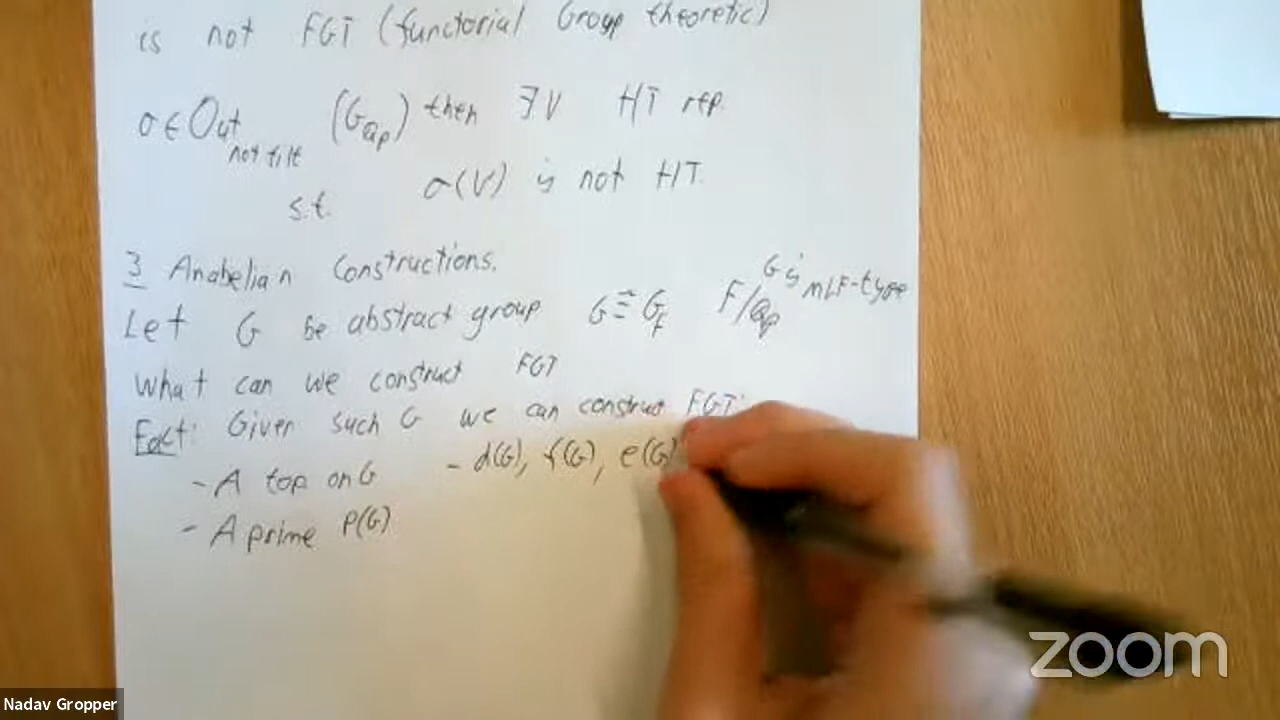 is not FGT (functorial Group theoretic)
σ ∈ Out (G_Qp) then ∃V HT rep.
not tilt
s.t. σ(V) is not HT.
3 Anabelian Constructions.
Let G be abstract group G ≅ G_F F/Qp G is MLF-type
What can we construct FGT
Fact: Given such G we can construct FGT:
- A top on G - d(G), f(G), e(G)
- A prime p(G)
zoom
Nadav Gropper